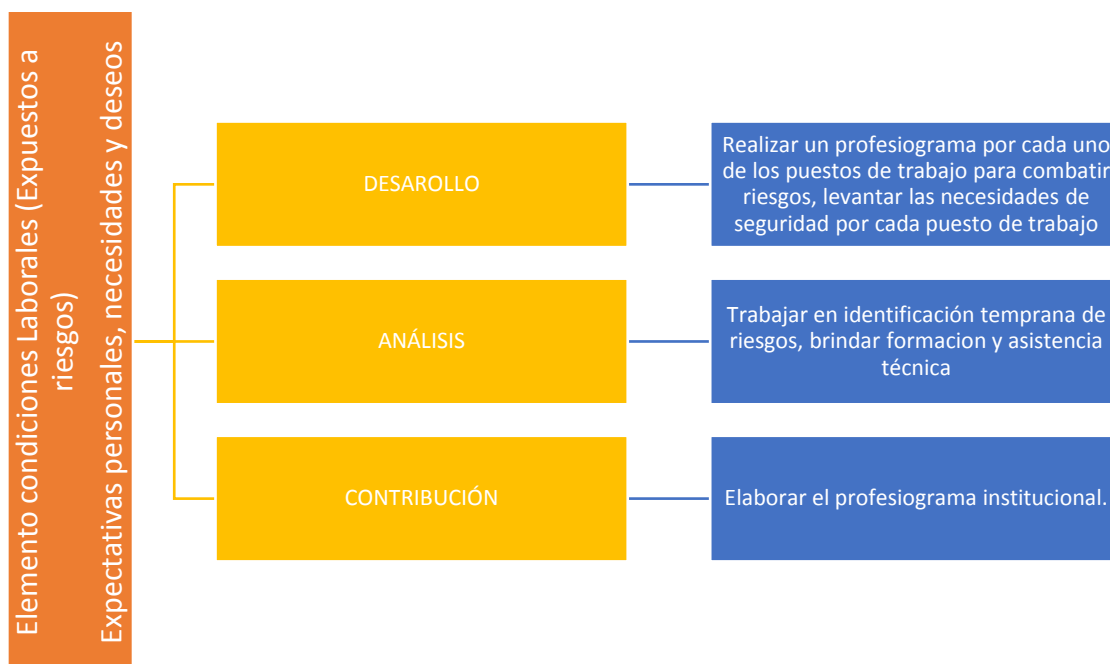 Elemento condiciones Laborales (Expuestos a
riesgos)
Expectativas personales, necesidades y deseos
DESAROLLO
Realizar un profesiograma por cada uno
de los puestos de trabajo para combatir
riesgos, levantar las necesidades de
seguridad por cada puesto de trabajo
ANÁLISIS
Trabajar en identificación temprana de
riesgos, brindar formacion y asistencia
técnica
CONTRIBUCIÓN
Elaborar el profesiograma institucional.